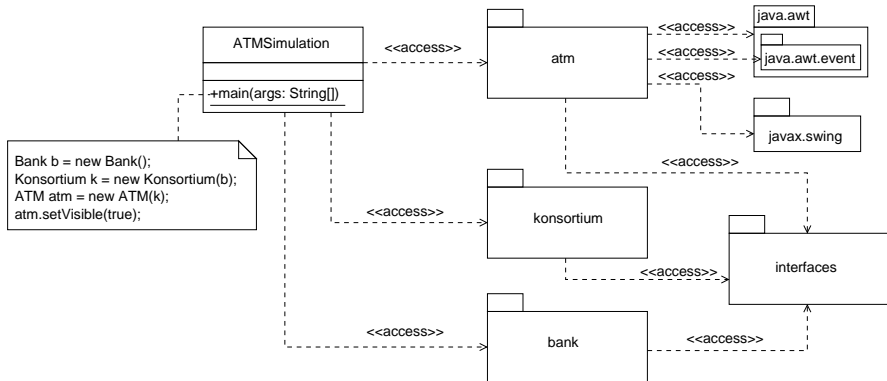 ATMSimulation
+main(args: String[])
Bank b = new Bank();
Konsortium k = new Konsortium(b);
ATM atm = new ATM(k);
atm.setVisible(true);
<<access>>
atm
<<access>>
<<access>>
<<access>>
java.awt
java.awt.event
javax.swing
<<access>>
<<access>>
konsortium
<<access>>
interfaces
<<access>>
bank
<<access>>